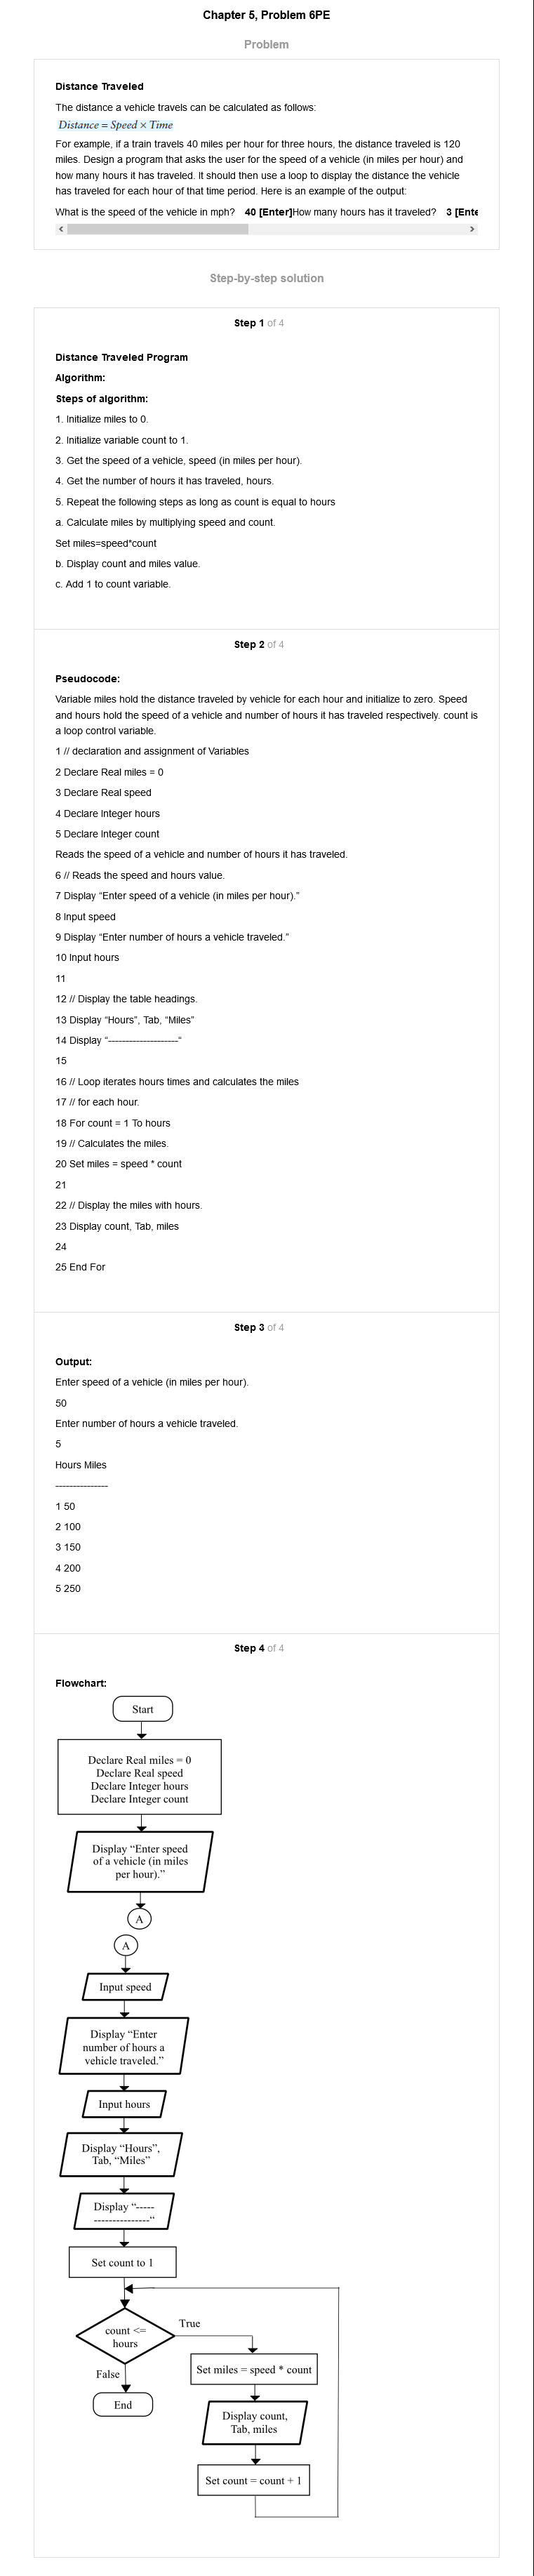 Chapter 5, Problem 6PE
Problem
Distance Traveled
The distance a vehicle travels can be calculated as follows:
Distance = Speed × Time
For example, if a train travels 40 miles per hour for three hours, the distance traveled is 120
miles. Design a program that asks the user for the speed of a vehicle (in miles per hour) and
how many hours it has traveled. It should then use a loop to display the distance the vehicle
has traveled for each hour of that time period. Here is an example of the output:
What is the speed of the vehicle in mph? 40 [Enter]How many hours has it traveled? 3 [Ente
Step-by-step solution
Step 1 of 4
Distance Traveled Program
Algorithm:
Steps of algorithm:
1. Initialize miles to 0.
2. Initialize variable count to 1.
3. Get the speed of a vehicle, speed (in miles per hour).
4. Get the number of hours it has traveled, hours.
5. Repeat the following steps as long as count is equal to hours
a. Calculate miles by multiplying speed and count.
Set miles=speed*count
b. Display count and miles value.
c. Add 1 to count variable.
Step 2 of 4
Pseudocode:
Variable miles hold the distance traveled by vehicle for each hour and initialize to zero. Speed
and hours hold the speed of a vehicle and number of hours it has traveled respectively. count is
a loop control variable.
1 // declaration and assignment of Variables
2 Declare Real miles = 0
3 Declare Real speed
4 Declare Integer hours
5 Declare Integer count
Reads the speed of a vehicle and number of hours it has traveled.
6 // Reads the speed and hours value.
7 Display “Enter speed of a vehicle (in miles per hour).”
8 Input speed
9 Display “Enter number of hours a vehicle traveled.”
10 Input hours
11
12 // Display the table headings.
13 Display “Hours”, Tab, “Miles”
14 Display “--------------------“
15
16 // Loop iterates hours times and calculates the miles
17 // for each hour.
18 For count = 1 To hours
19 // Calculates the miles.
20 Set miles = speed * count
21
22 // Display the miles with hours.
23 Display count, Tab, miles
24
25 End For
Step 3 of 4
Output:
Enter speed of a vehicle (in miles per hour).
50
Enter number of hours a vehicle traveled.
5
Hours Miles
---------------
1 50
2 100
3 150
4 200
5 250
Step 4 of 4
Flowchart:
Start
Declare Real miles = 0
Declare Real speed
Declare Integer hours
Declare Integer count
Display “Enter speed
of a vehicle (in miles
per hour).”
A
A
Input speed
Display “Enter
number of hours a
vehicle traveled.”
Input hours
Display “Hours”,
Tab, “Miles”
Display “-----
---------------“
Set count to 1
count <=
hours
True
False
End
Set miles = speed * count
Display count,
Tab, miles
Set count = count + 1